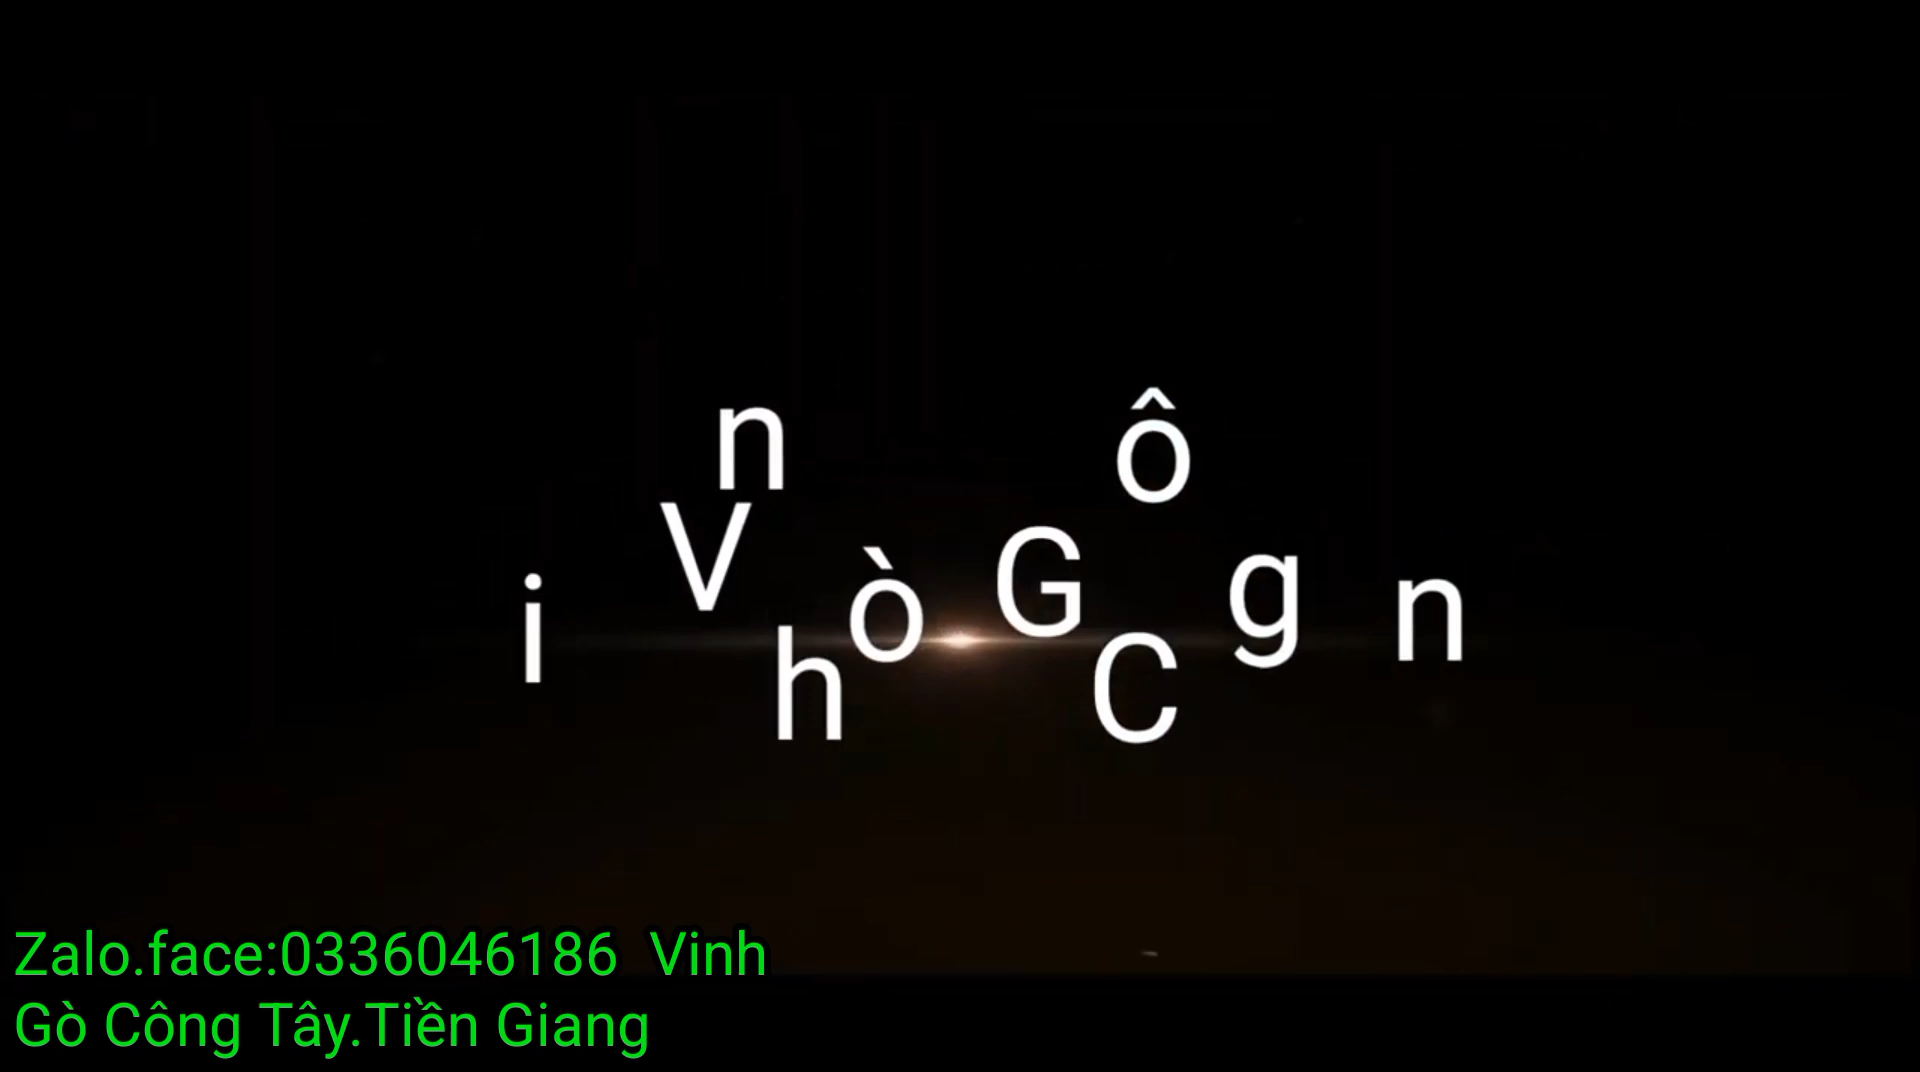 n ô
i V h ò G C g n
Zalo.face:0336046186 Vinh
Gò Công Tây.Tiền Giang